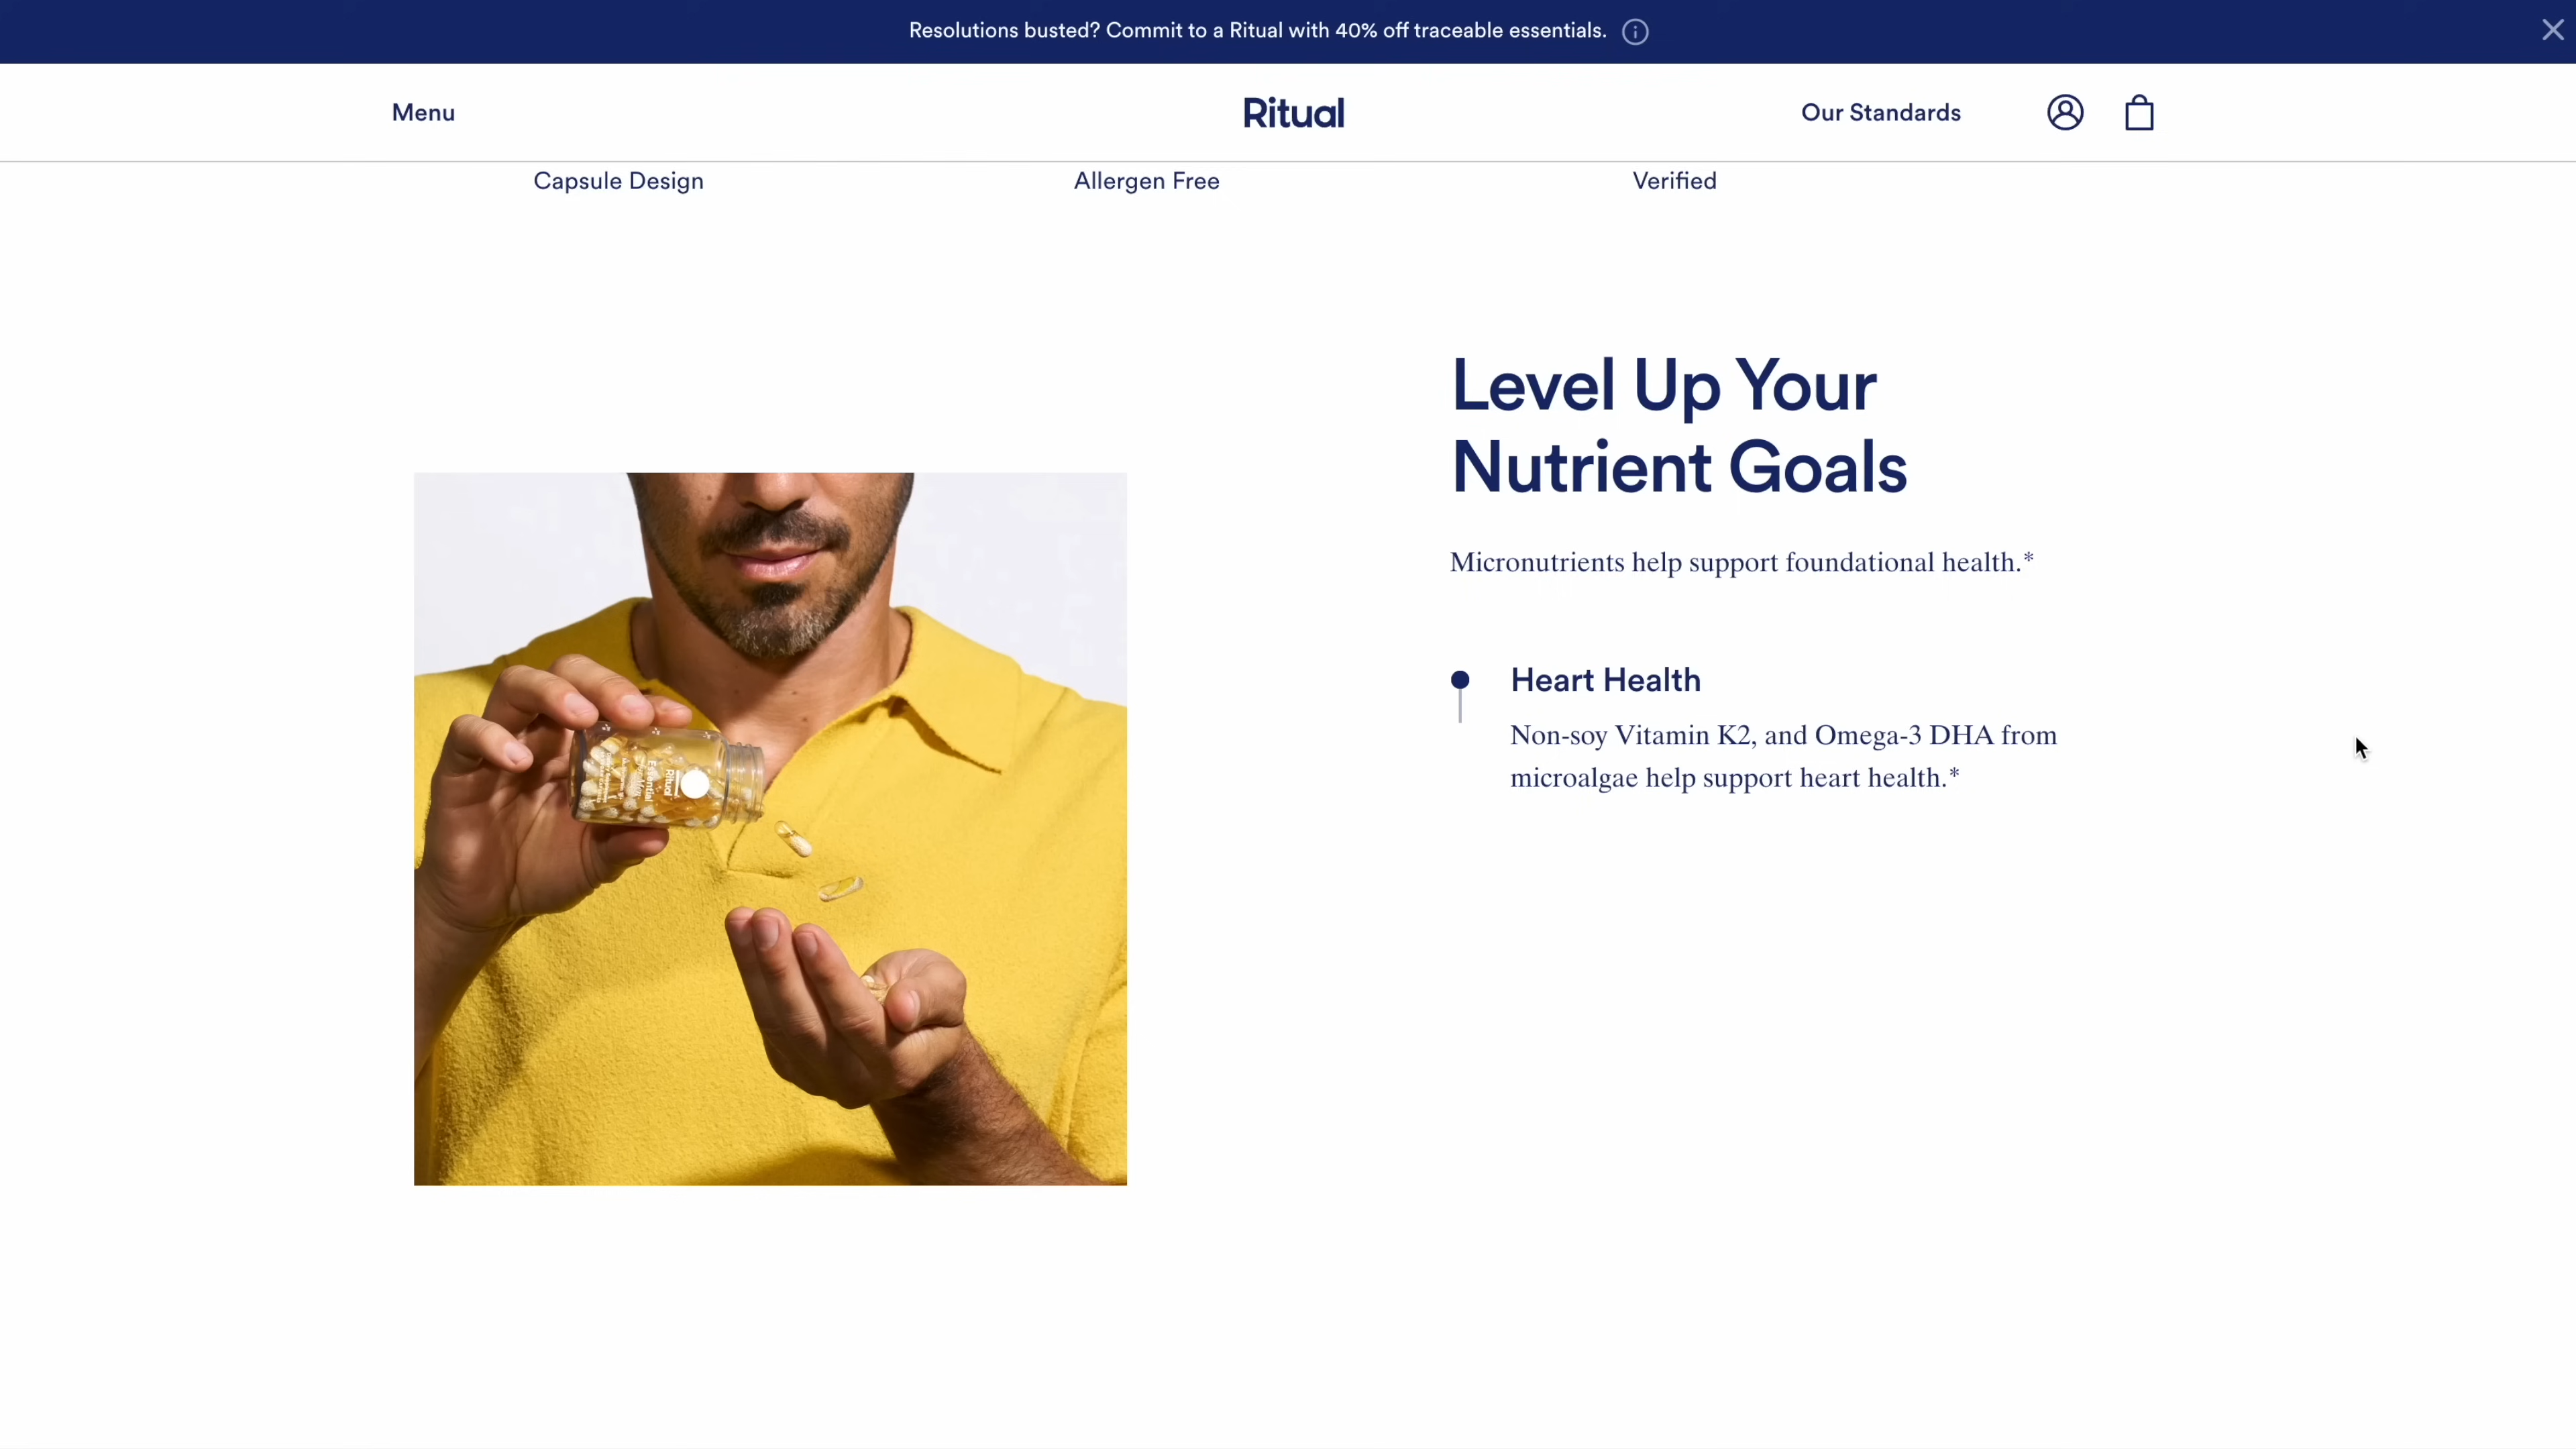 Resolutions busted? Commit to a Ritual with 40% off traceable essentials.
Menu
Ritual
Our Standards
Capsule Design
Allergen Free
Verified
Level Up Your
Nutrient Goals
Micronutrients help support foundational health.*
Heart Health
Non-soy Vitamin K2, and Omega-3 DHA from
microalgae help support heart health.*
Ritual
Essential